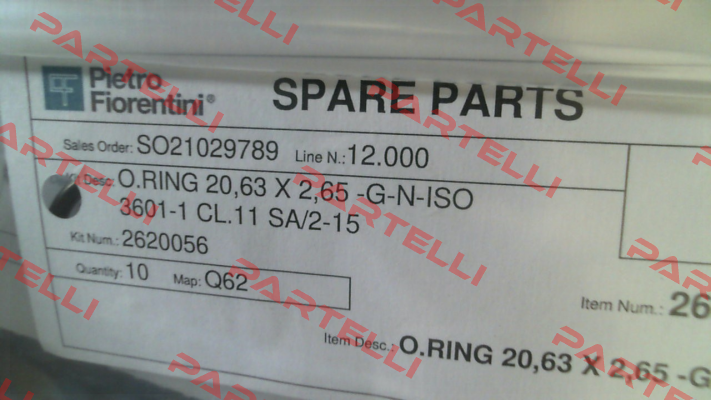 Pietro
Fiorentini®
SPARE PARTS
Sales Order: SO21029789 Line N.: 12.000
Desc: O.RING 20,63 X 2,65 -G-N-ISO
3601-1 CL.11 SA/2-15
Kit Num.: 2620056
Quantity: 10 Map: Q62
Item Num.: 26
Item Desc.: O.RING 20,63 X 2,65 -G
PARTELLI
PARTELLI
PARTELLI
PARTELLI
PARTELLI
PARTELLI